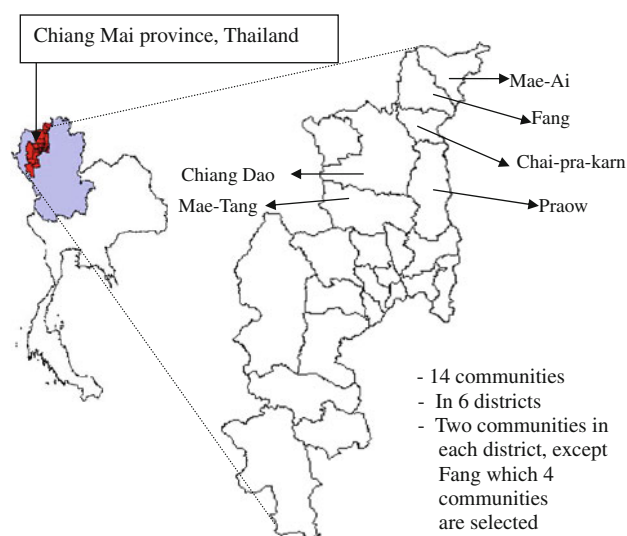 Chiang Mai province, Thailand
Mae-Ai
Fang
Chai-pra-karn
Chiang Dao
Mae-Tang
Praow
- 14 communities
- In 6 districts
- Two communities in
each district, except
Fang which 4
communities
are selected